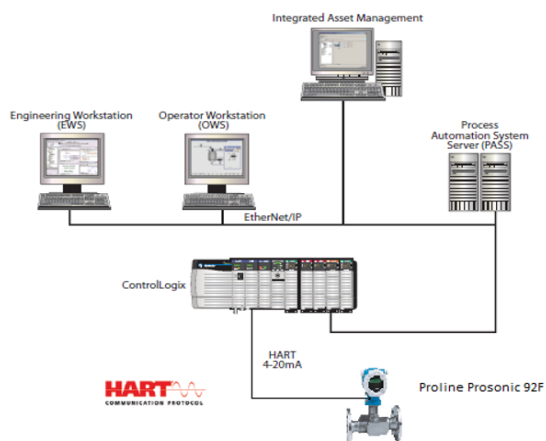 Integrated Asset Management
Engineering Workstation
(EWS)
Operator Workstation
(OWS)
Process
Automation System
Server (PASS)
EtherNet/IP
ControlLogix
HART
4-20mA
HART
COMMUNICATION PROTOCOL
Proline Prosonic 92F